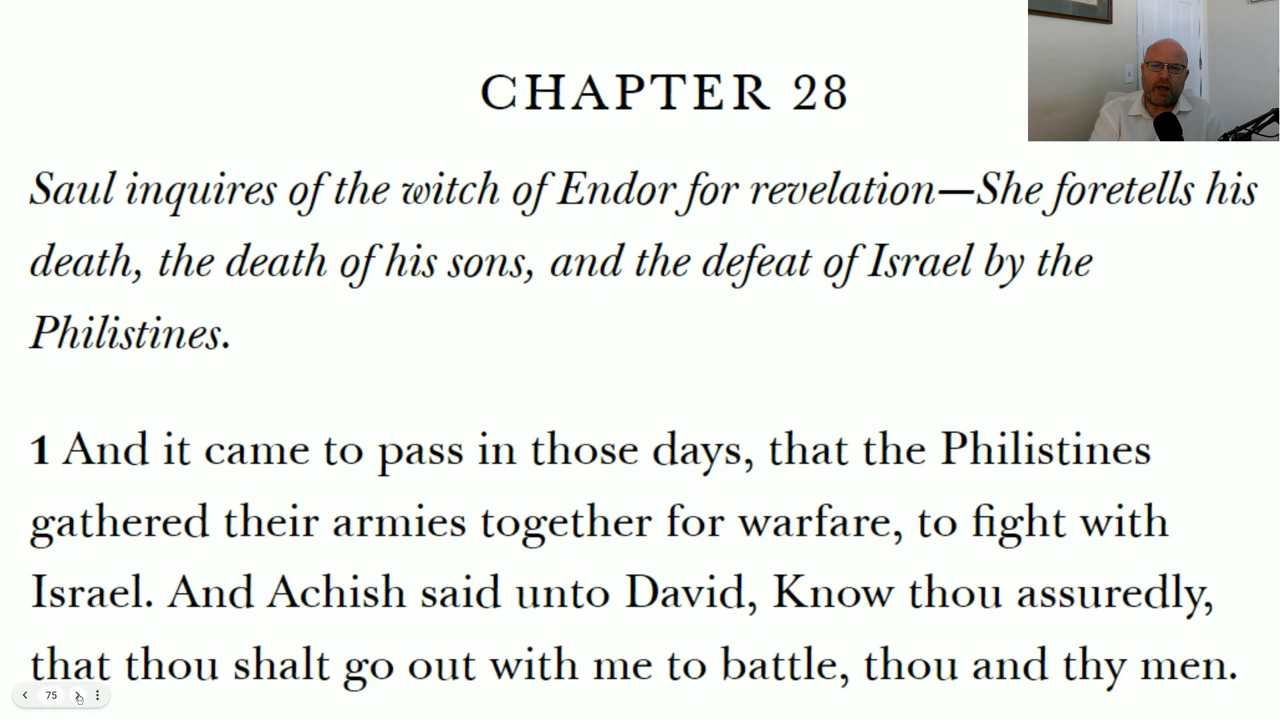 CHAPTER 28
Saul inquires of the witch of Endor for revelation—She foretells his
death, the death of his sons, and the defeat of Israel by the
Philistines.
1 And it came to pass in those days, that the Philistines
gathered their armies together for warfare, to fight with
Israel. And Achish said unto David, Know thou assuredly,
that thou shalt go out with me to battle, thou and thy men.
75